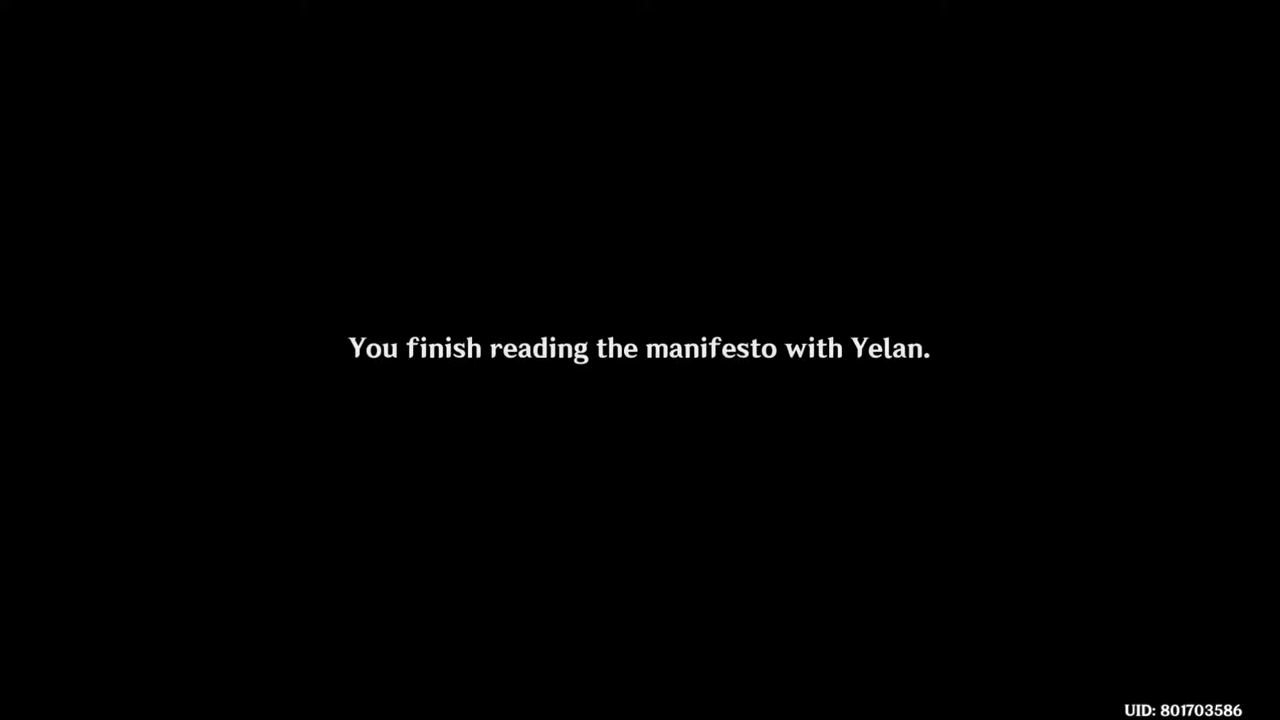 You finish reading the manifesto with Yelan.
UID: 801703586